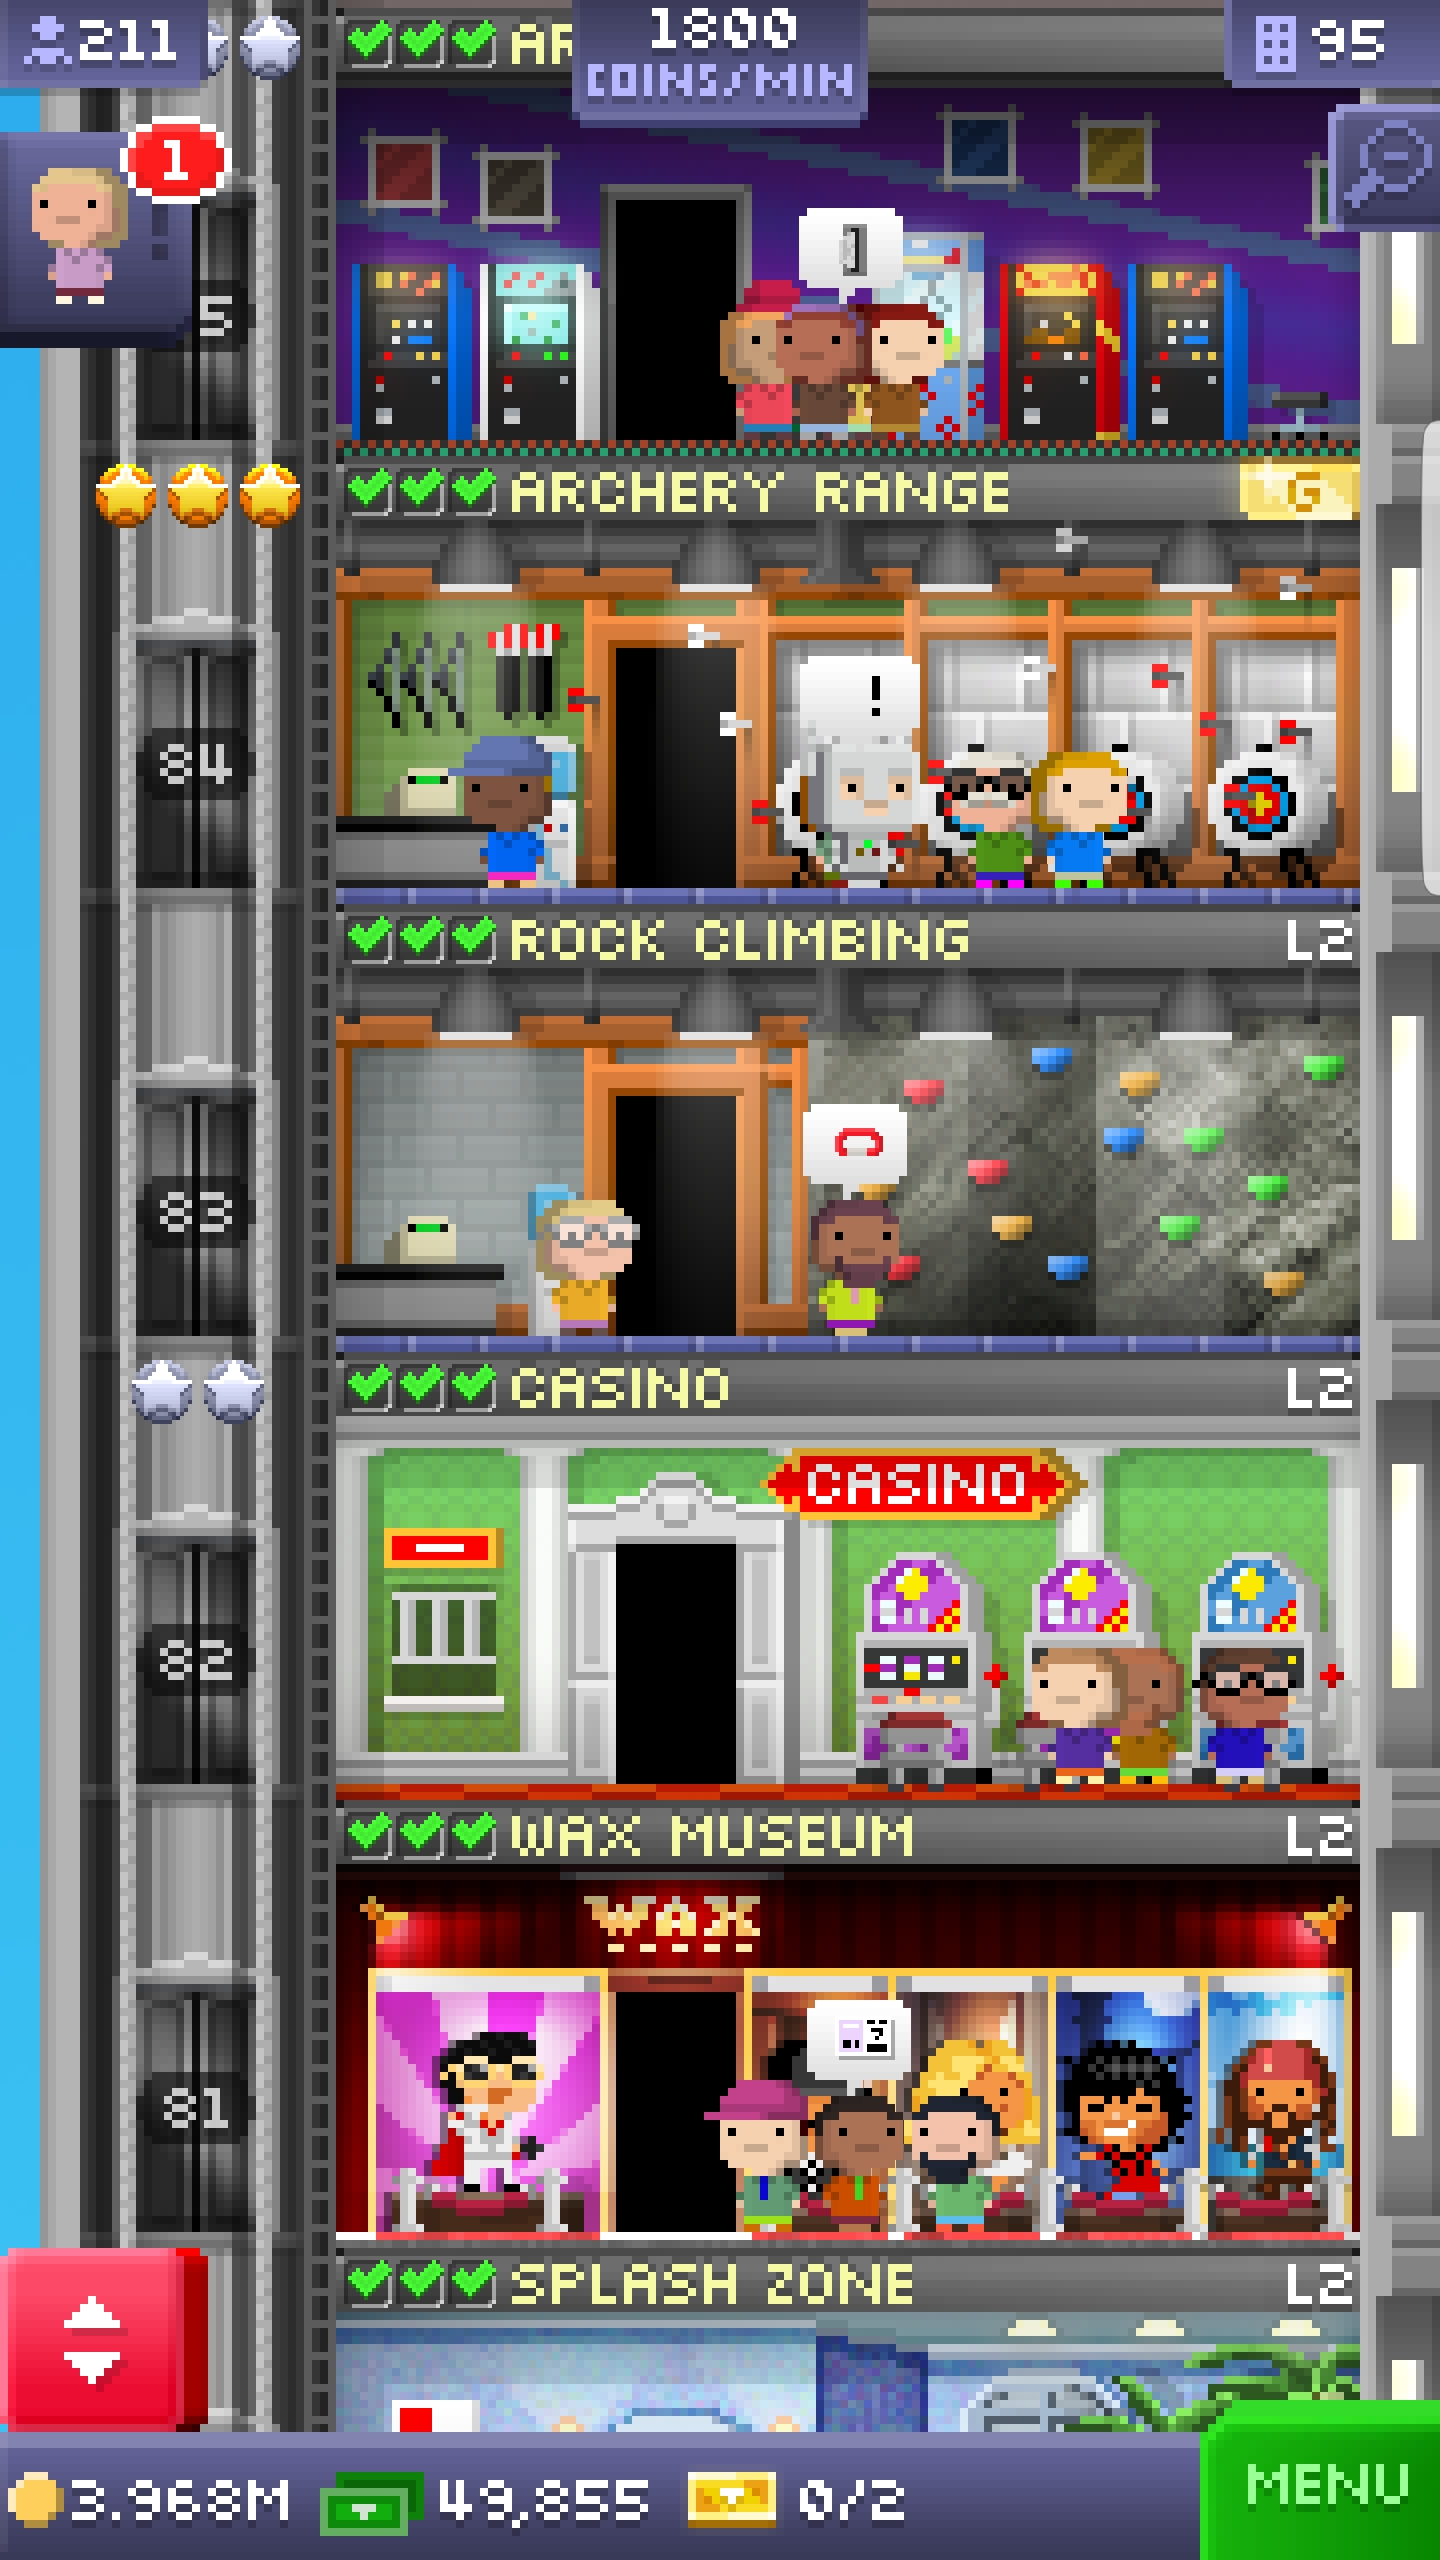 211
AR
1800
COINS/MIN
95
1
5
ARCHERY RANGE
G
!
84
ROCK CLIMBING
L2
83
CASINO
L2
CASINO
82
WAX MUSEUM
L2
WAX
81
SPLASH ZONE
L2
3.968M
49,855
0/2
MENU